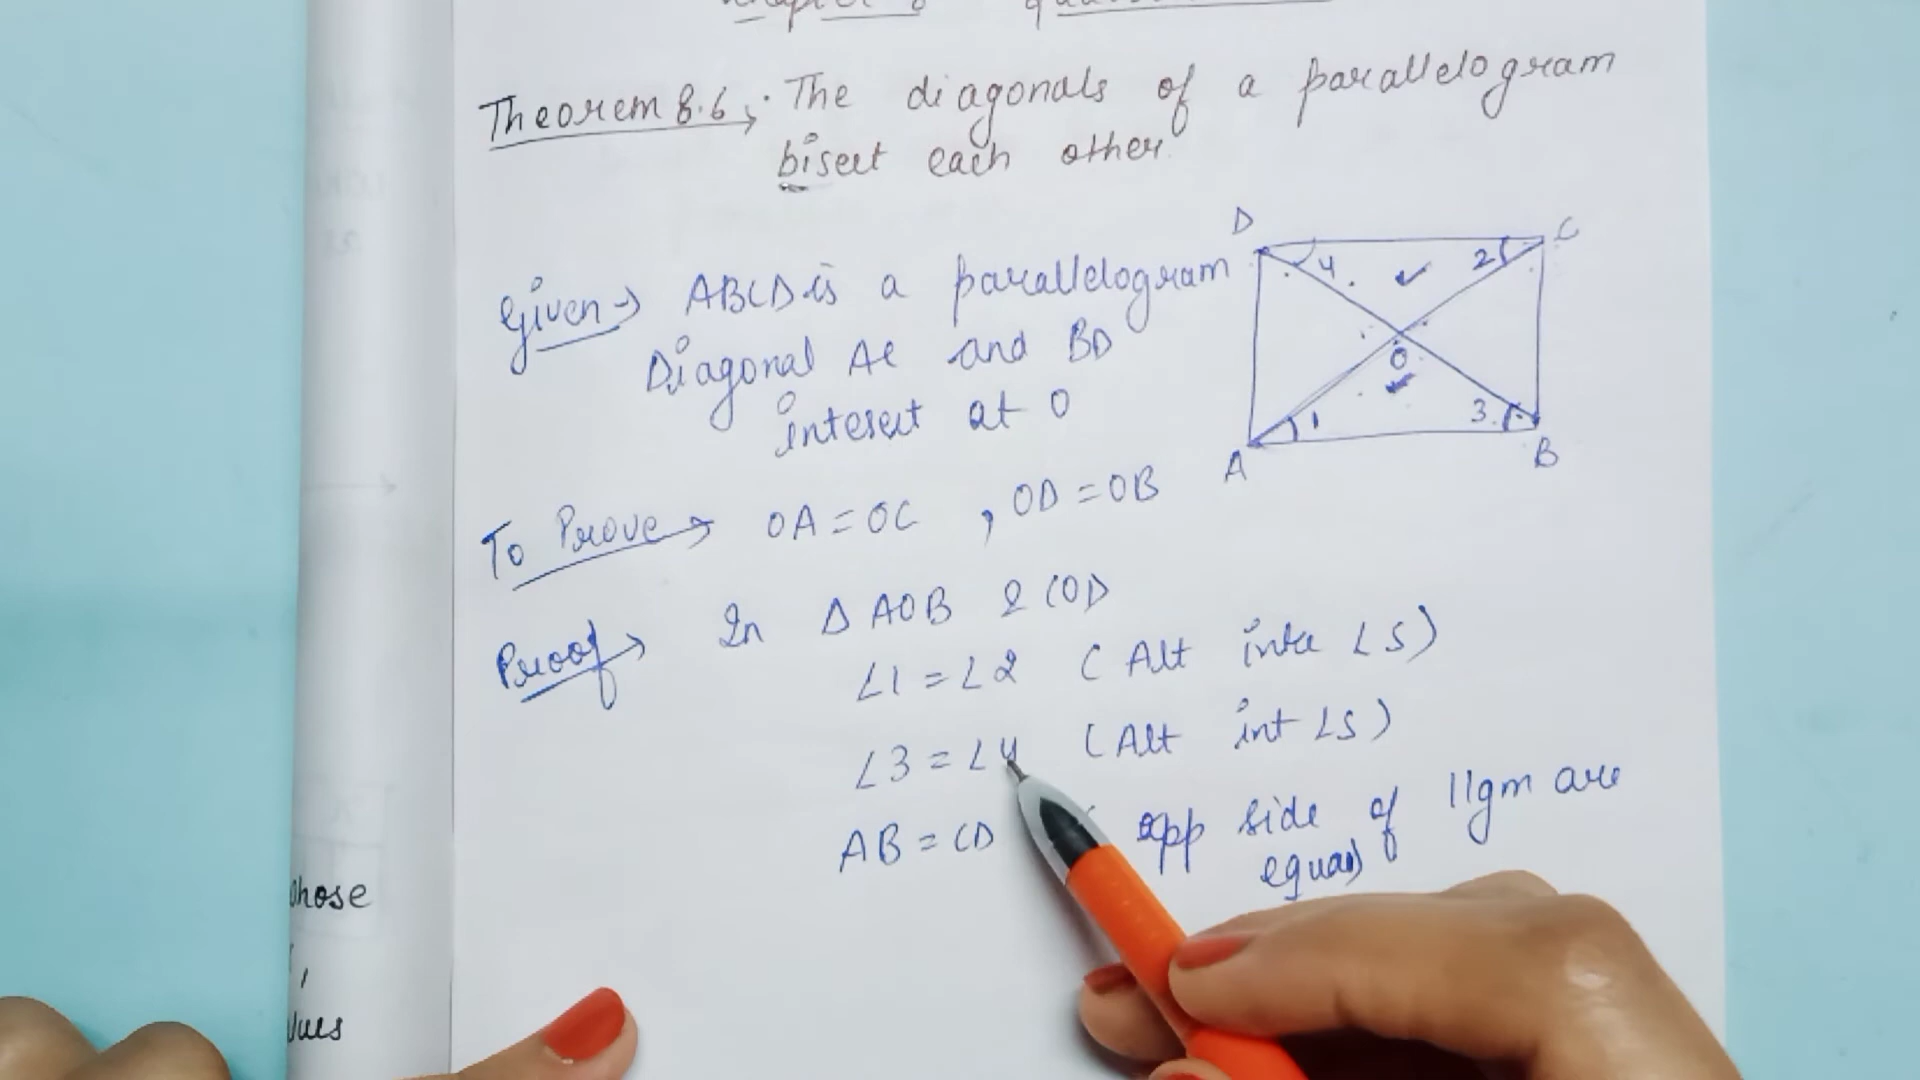 Theorem 8.6, . The diagonals of a parallelogram
bisect each other
Given → ABCD is a parallelogram
Diagonal AC and BD
intesect at O
D
C
4
2
O
1
3
A
B
To Prove → OA = OC , OD = OB
Proof → In Δ AOB & COD
∠1 = ∠2 ( Alt inte ∠S)
∠3 = ∠4 (Alt int ∠S)
AB = CD ( opp side of ||gm are
equal)